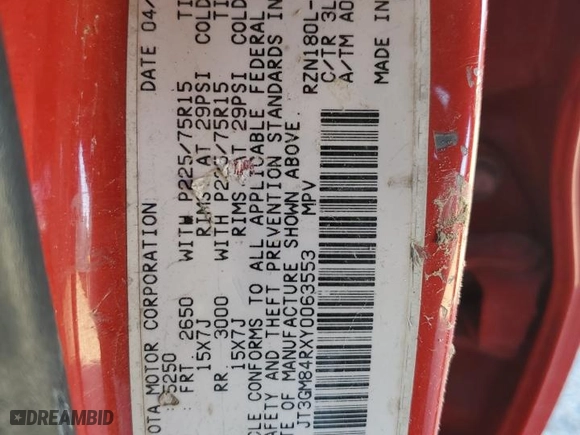 DATE 04/
OTA MOTOR CORPORATION
5250
FRT 2650 WITH P225/75R15 TI
15X7J RIMS AT 29PSI COLD
RR 3000 WITH P225/75R15 TI
15X7J RIMS AT 29PSI COLD
CLE CONFORMS TO ALL APPLICABLE FEDERAL
AFETY AND THEFT PREVENTION STANDARDS IN
TE OF MANUFACTURE SHOWN ABOVE.
JT3GM84RXY0063553 MPV
RZN180L-
C/TR 3L
A/TM A0
MADE IN
DREAMBID